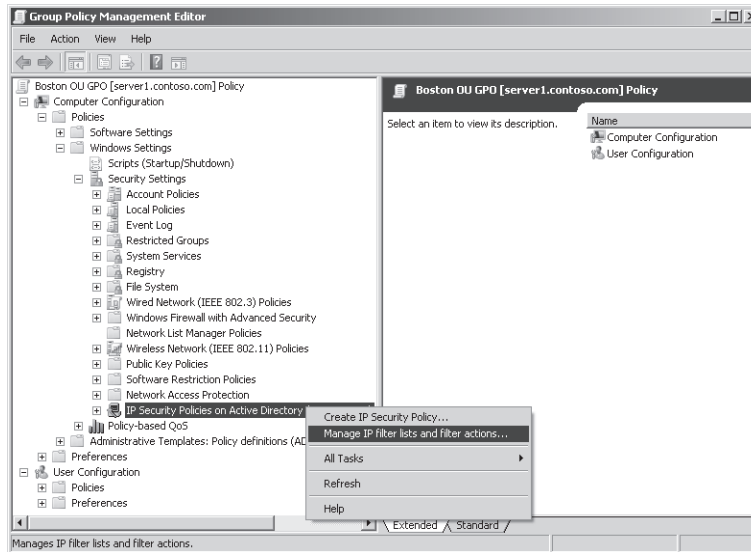 Group Policy Management Editor
File Action View Help
Boston OU GPO [server1.contoso.com] Policy
Computer Configuration
Policies
Software Settings
Windows Settings
Scripts (Startup/Shutdown)
Security Settings
Account Policies
Local Policies
Event Log
Restricted Groups
System Services
Registry
File System
Wired Network (IEEE 802.3) Policies
Windows Firewall with Advanced Security
Network List Manager Policies
Wireless Network (IEEE 802.11) Policies
Public Key Policies
Software Restriction Policies
Network Access Protection
IP Security Policies on Active Directory
Policy-based QoS
Administrative Templates: Policy definitions (AD
Preferences
User Configuration
Policies
Preferences
Boston OU GPO [server1.contoso.com] Policy
Select an item to view its description.
Name
Computer Configuration
User Configuration
Create IP Security Policy...
Manage IP filter lists and filter actions...
All Tasks
Refresh
Help
Extended Standard
Manages IP filter lists and filter actions.